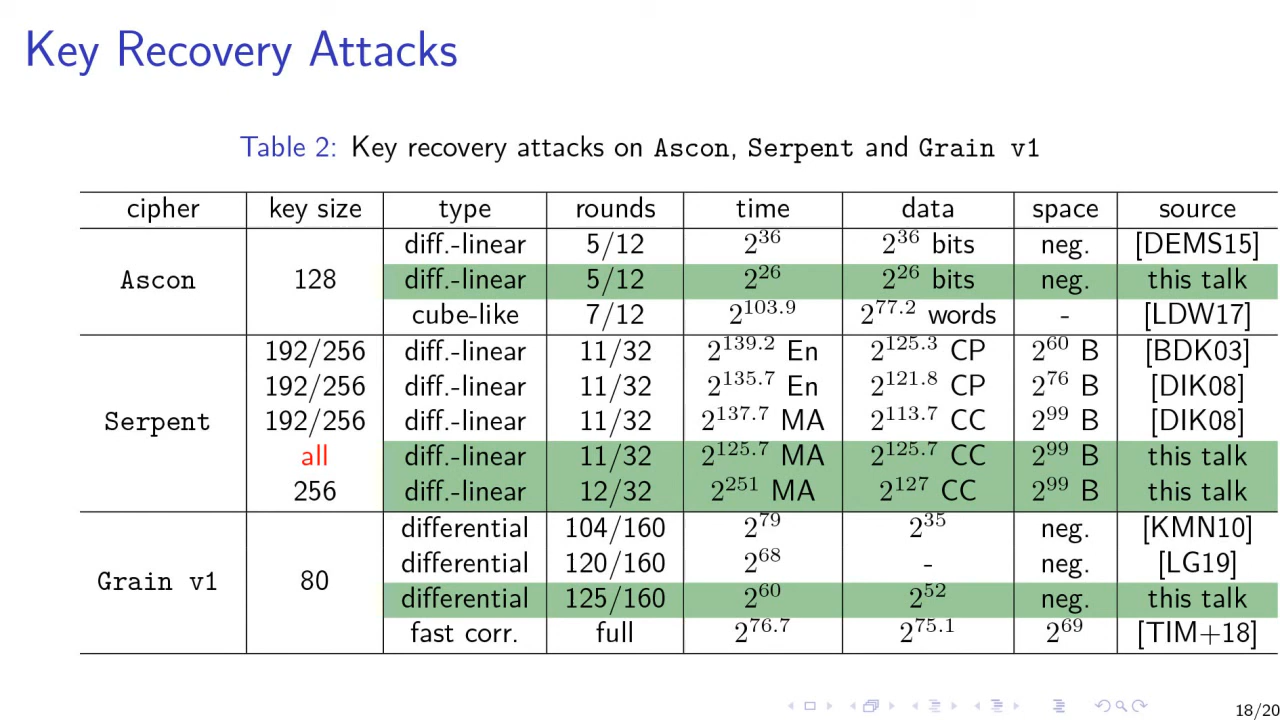 Key Recovery Attacks
Table 2: Key recovery attacks on Ascon, Serpent and Grain v1
cipher key size type rounds time data space source
diff.-linear 5/12 2^36 2^36 bits neg. [DEMS15]
Ascon 128 diff.-linear 5/12 2^26 2^26 bits neg. this talk
cube-like 7/12 2^103.9 2^77.2 words - [LDW17]
192/256 diff.-linear 11/32 2^139.2 En 2^125.3 CP 2^60 B [BDK03]
192/256 diff.-linear 11/32 2^135.7 En 2^121.8 CP 2^76 B [DIK08]
Serpent 192/256 diff.-linear 11/32 2^137.7 MA 2^113.7 CC 2^99 B [DIK08]
all diff.-linear 11/32 2^125.7 MA 2^125.7 CC 2^99 B this talk
256 diff.-linear 12/32 2^251 MA 2^127 CC 2^99 B this talk
differential 104/160 2^79 2^35 neg. [KMN10]
differential 120/160 2^68 - neg. [LG19]
Grain v1 80 differential 125/160 2^60 2^52 neg. this talk
fast corr. full 2^76.7 2^75.1 2^69 [TIM+18]
18/20